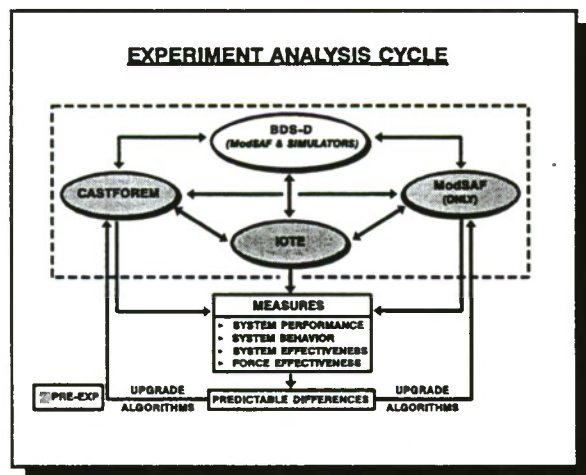 EXPERIMENT ANALYSIS CYCLE
BDS-D
(ModSAF & SIMULATORS)
CASTFOREM
ModSAF
(ONLY)
IOTE
MEASURES
▸ SYSTEM PERFORMANCE
▸ SYSTEM BEHAVIOR
▸ SYSTEM EFFECTIVENESS
▸ FORCE EFFECTIVENESS
PRE-EXP
UPGRADE
ALGORITHMS
PREDICTABLE DIFFERENCES
UPGRADE
ALGORITHMS